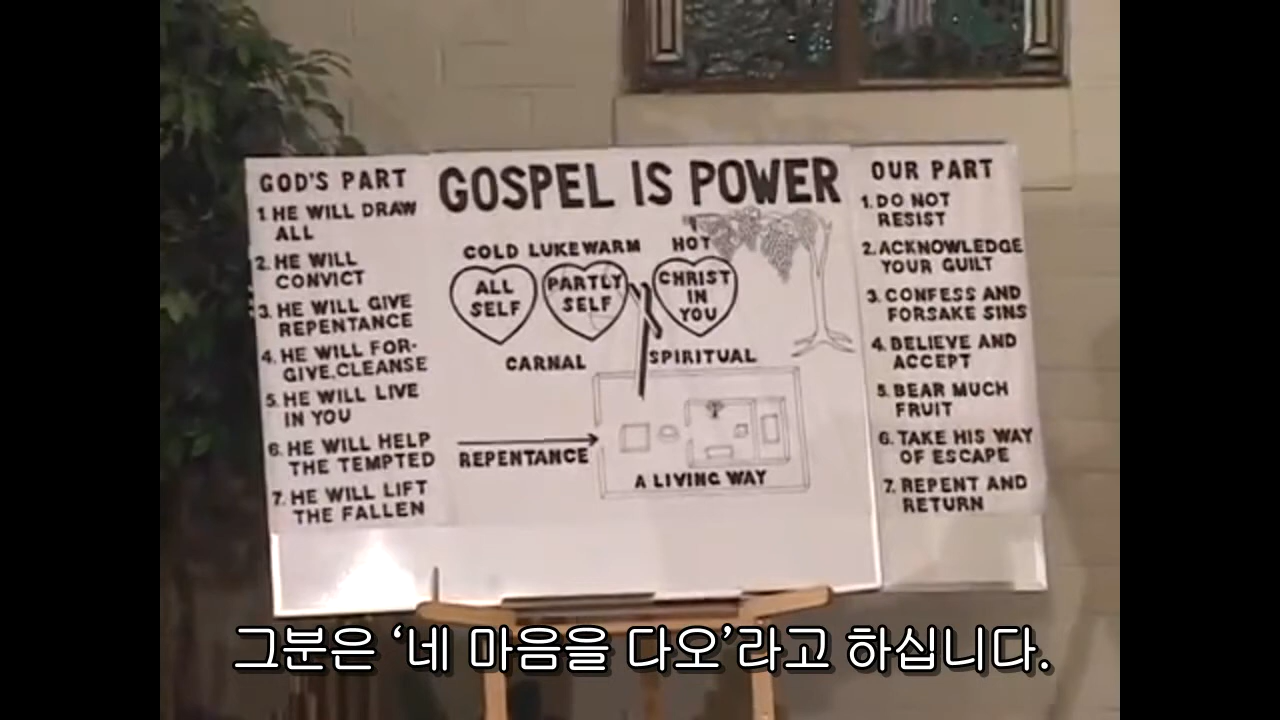 GOSPEL IS POWER
GOD'S PART
1 HE WILL DRAW
ALL
2. HE WILL
CONVICT
3. HE WILL GIVE
REPENTANCE
4. HE WILL FOR-
GIVE, CLEANSE
5. HE WILL LIVE
IN YOU
6. HE WILL HELP
THE TEMPTED
7. HE WILL LIFT
THE FALLEN
COLD LUKEWARM HOT
ALL
SELF
PARTLY
SELF
CHRIST
IN
YOU
CARNAL SPIRITUAL
REPENTANCE
A LIVING WAY
OUR PART
1. DO NOT
RESIST
2. ACKNOWLEDGE
YOUR GUILT
3. CONFESS AND
FORSAKE SINS
4. BELIEVE AND
ACCEPT
5. BEAR MUCH
FRUIT
6. TAKE HIS WAY
OF ESCAPE
7. REPENT AND
RETURN
그분은 ‘네 마음을 다오’라고 하십니다.